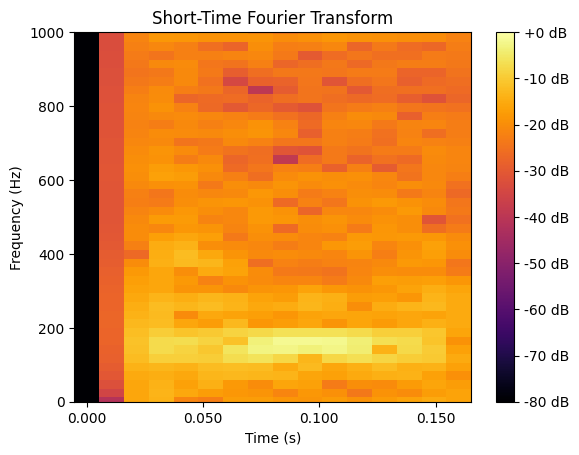 Short-Time Fourier Transform
1000
800
600
400
200
0
Frequency (Hz)
0.000
0.050
0.100
0.150
Time (s)
+0 dB
-10 dB
-20 dB
-30 dB
-40 dB
-50 dB
-60 dB
-70 dB
-80 dB